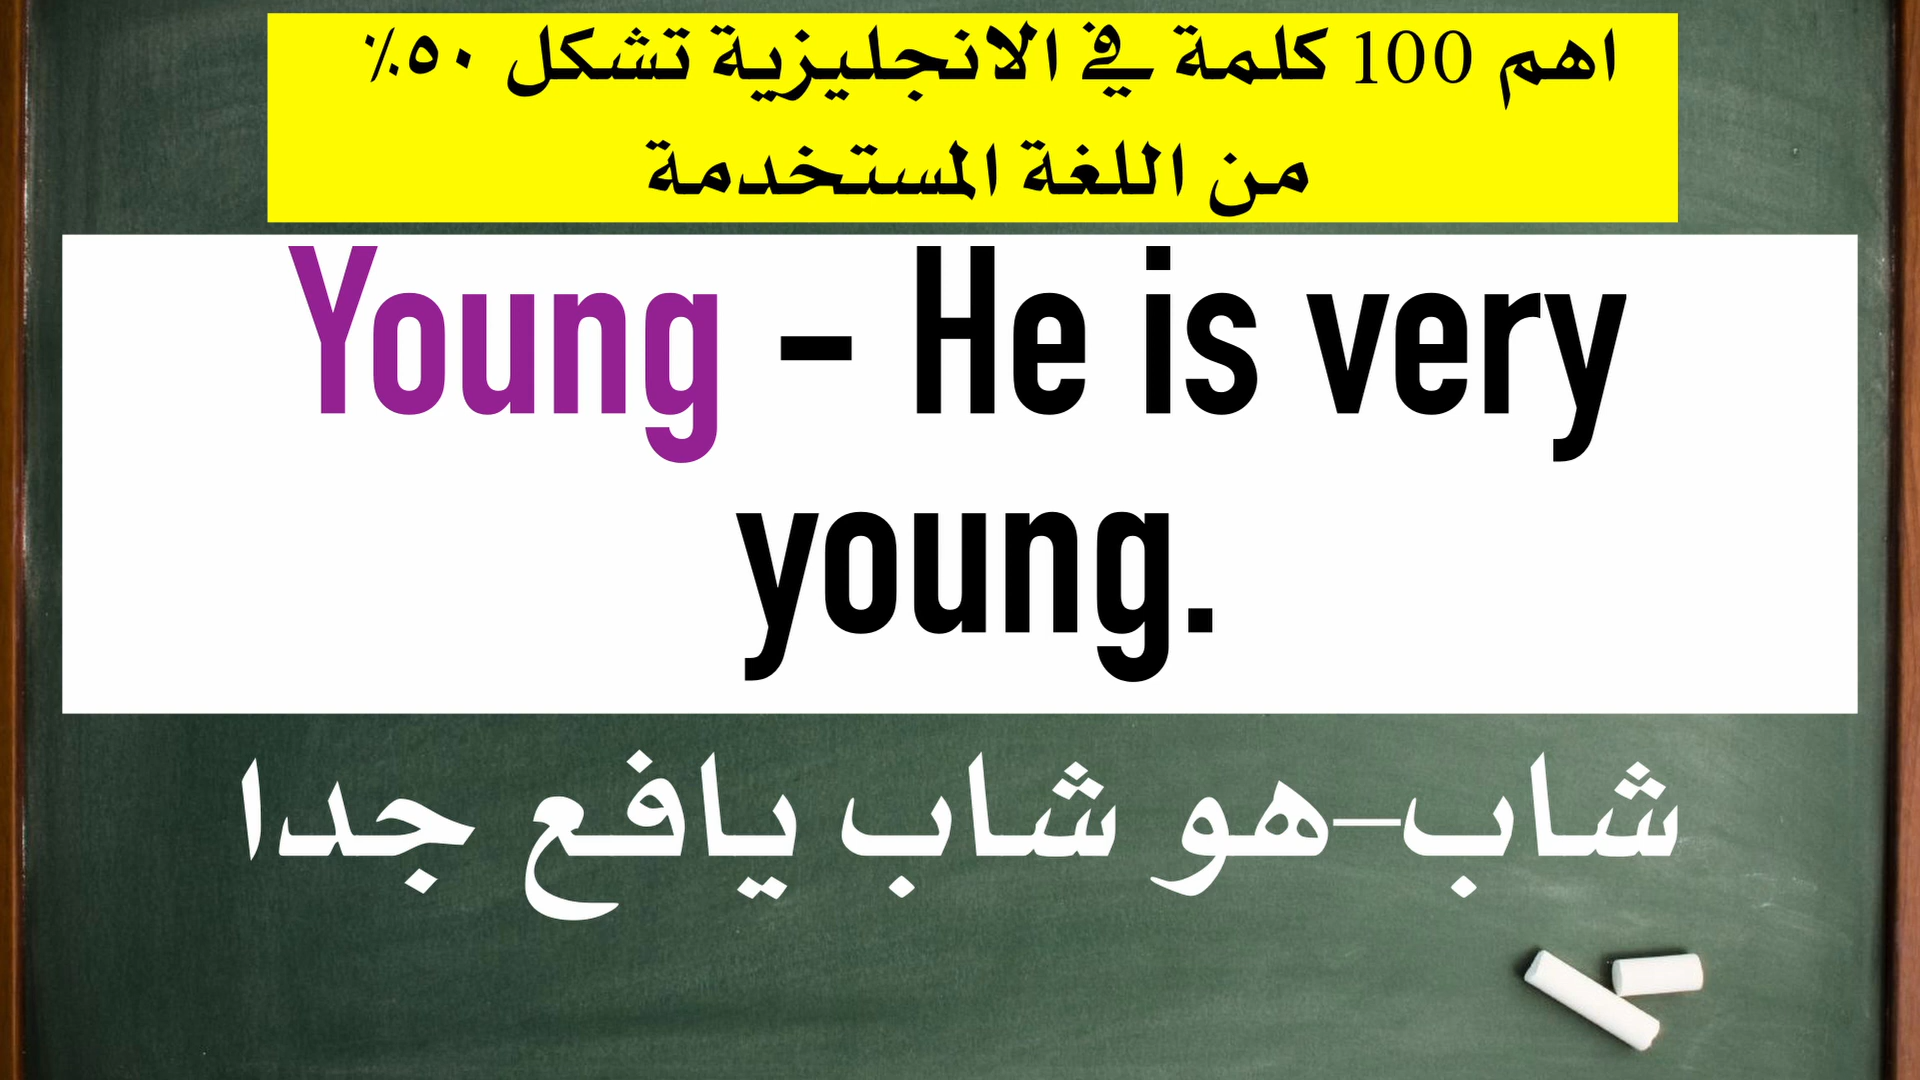 اهم 100 كلمة في الانجليزية تشكل ٥٠٪
من اللغة المستخدمة
Young - He is very
young.
شاب-هو شاب يافع جدا